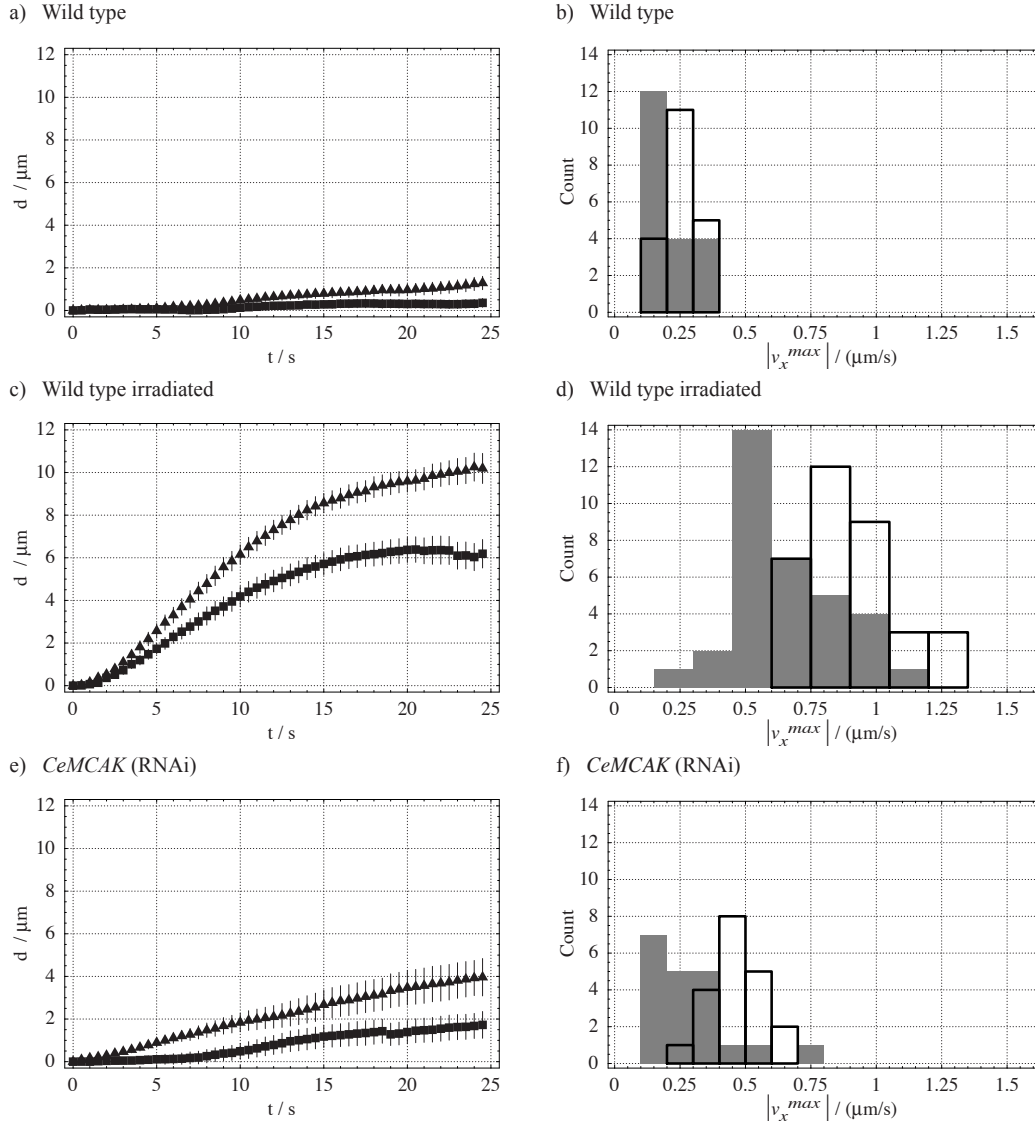 a) Wild type
b) Wild type
12
10
8
6
4
2
0
d / μm
0 5 10 15 20 25
t / s
14
12
10
8
6
4
2
0
Count
0 0.25 0.5 0.75 1 1.25 1.5
|v_x^max| / (μm/s)
c) Wild type irradiated
d) Wild type irradiated
12
10
8
6
4
2
0
d / μm
0 5 10 15 20 25
t / s
14
12
10
8
6
4
2
0
Count
0 0.25 0.5 0.75 1 1.25 1.5
|v_x^max| / (μm/s)
e) CeMCAK (RNAi)
f) CeMCAK (RNAi)
12
10
8
6
4
2
0
d / μm
0 5 10 15 20 25
t / s
14
12
10
8
6
4
2
0
Count
0 0.25 0.5 0.75 1 1.25 1.5
|v_x^max| / (μm/s)